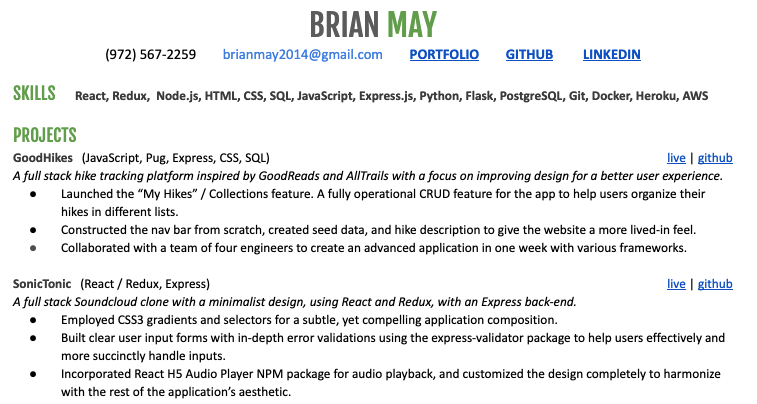 BRIAN MAY
(972) 567-2259 brianmay2014@gmail.com PORTFOLIO GITHUB LINKEDIN
SKILLS React, Redux, Node.js, HTML, CSS, SQL, JavaScript, Express.js, Python, Flask, PostgreSQL, Git, Docker, Heroku, AWS
PROJECTS
GoodHikes (JavaScript, Pug, Express, CSS, SQL) live | github
A full stack hike tracking platform inspired by GoodReads and AllTrails with a focus on improving design for a better user experience.
● Launched the “My Hikes” / Collections feature. A fully operational CRUD feature for the app to help users organize their
hikes in different lists.
● Constructed the nav bar from scratch, created seed data, and hike description to give the website a more lived-in feel.
● Collaborated with a team of four engineers to create an advanced application in one week with various frameworks.
SonicTonic (React / Redux, Express) live | github
A full stack Soundcloud clone with a minimalist design, using React and Redux, with an Express back-end.
● Employed CSS3 gradients and selectors for a subtle, yet compelling application composition.
● Built clear user input forms with in-depth error validations using the express-validator package to help users effectively and
more succinctly handle inputs.
● Incorporated React H5 Audio Player NPM package for audio playback, and customized the design completely to harmonize
with the rest of the application’s aesthetic.